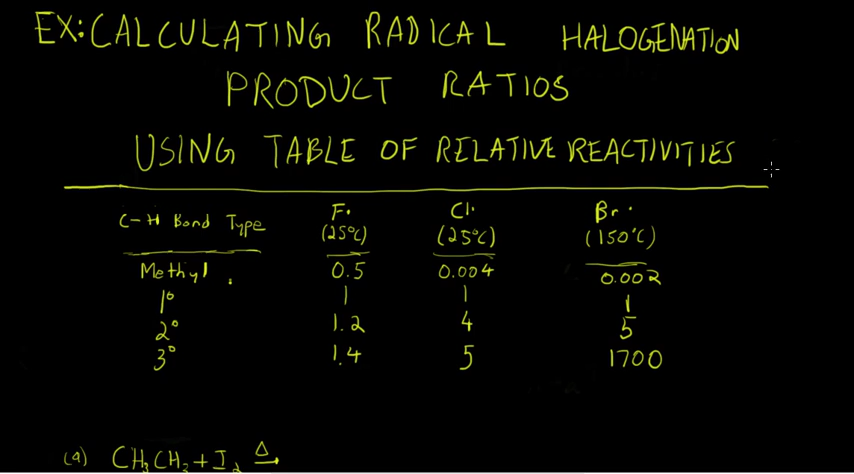 EX: CALCULATING RADICAL HALOGENATION
PRODUCT RATIOS
USING TABLE OF RELATIVE REACTIVITIES
C-H Bond Type F· (25°C) Cl· (25°C) Br· (150°C)
Methyl 0.5 0.004 0.002
1° 1 1 1
2° 1.2 4 5
3° 1.4 5 1700
(a) CH3CH3 + I2 Δ→